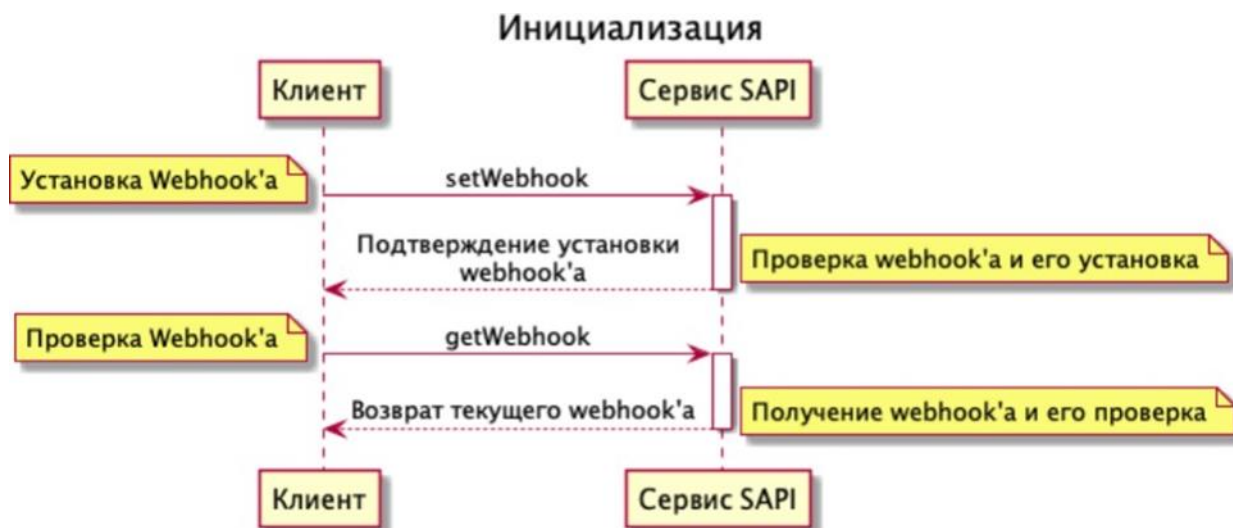 Инициализация
Клиент
Сервис SAPI
Установка Webhook'а
setWebhook
Подтверждение установки
webhook'а
Проверка webhook'а и его установка
Проверка Webhook'а
getWebhook
Возврат текущего webhook'а
Получение webhook'а и его проверка
Клиент
Сервис SAPI